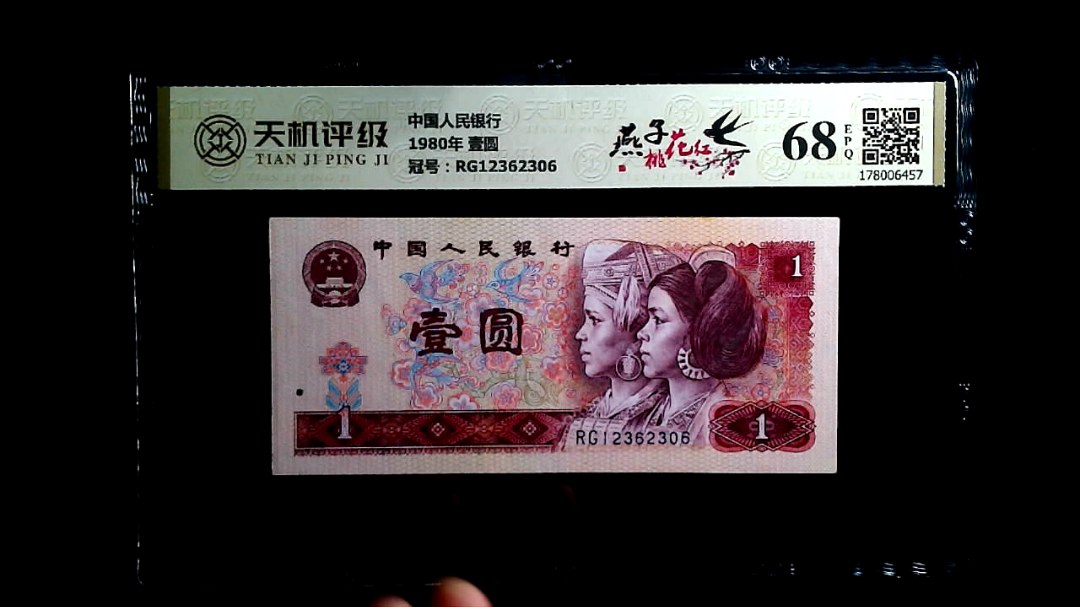 天机评级
TIAN JI PING JI
中国人民银行
1980年 壹圆
冠号：RG12362306
燕子
桃花红
68
EPQ
178006457
中国人民银行
1
壹圆
1
RG12362306
1